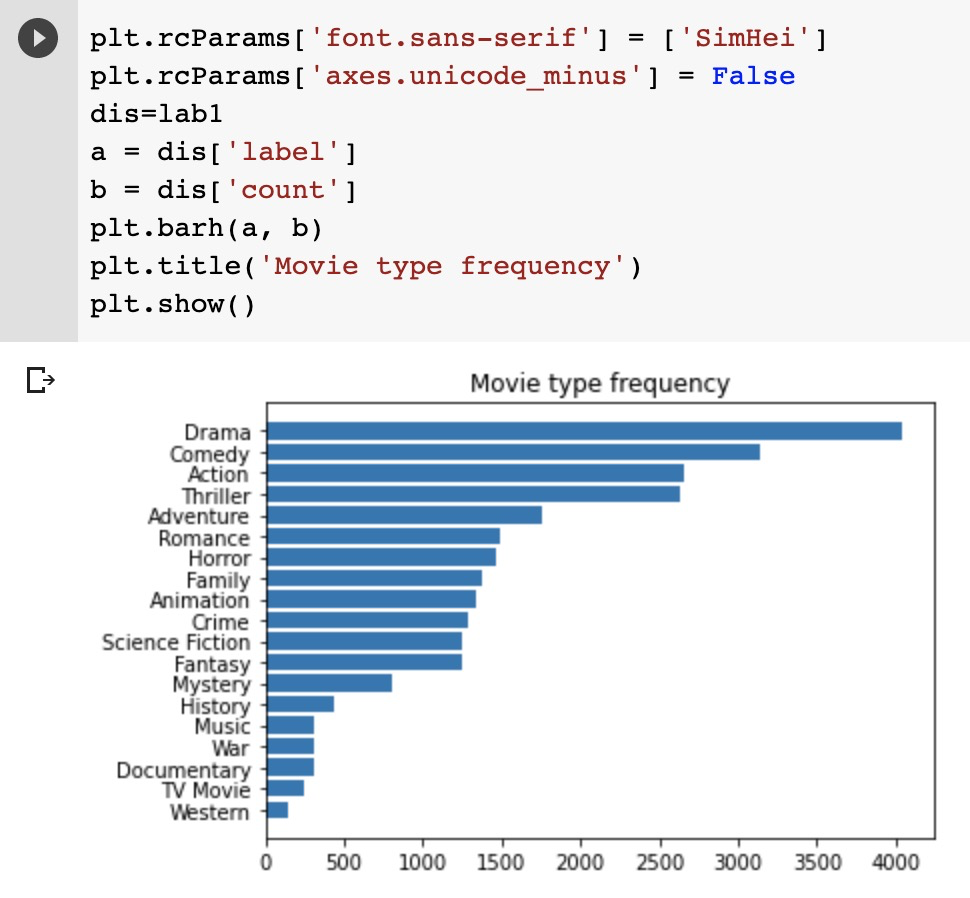 plt.rcParams['font.sans-serif'] = ['SimHei']
plt.rcParams['axes.unicode_minus'] = False
dis=lab1
a = dis['label']
b = dis['count']
plt.barh(a, b)
plt.title('Movie type frequency')
plt.show()
Movie type frequency
Drama
Comedy
Action
Thriller
Adventure
Romance
Horror
Family
Animation
Crime
Science Fiction
Fantasy
Mystery
History
Music
War
Documentary
TV Movie
Western
0 500 1000 1500 2000 2500 3000 3500 4000